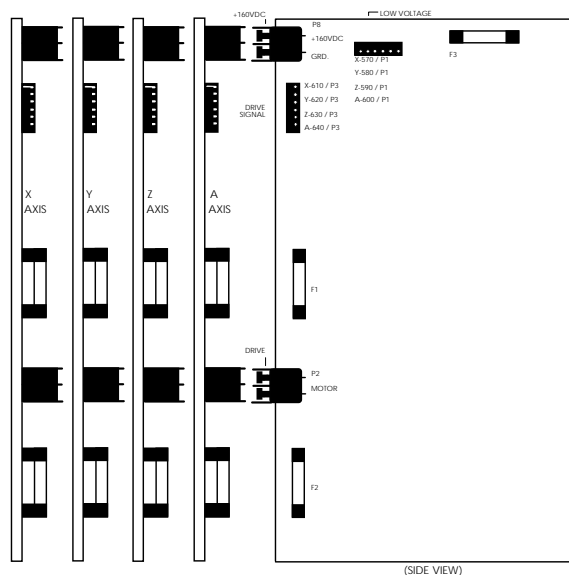 +160VDC
LOW VOLTAGE
P8
+160VDC
GRD.
F3
X-570 / P1
Y-580 / P1
Z-590 / P1
A-600 / P1
X-610 / P3
Y-620 / P3
Z-630 / P3
A-640 / P3
DRIVE
SIGNAL
X
AXIS
Y
AXIS
Z
AXIS
A
AXIS
F1
DRIVE
P2
MOTOR
F2
(SIDE VIEW)